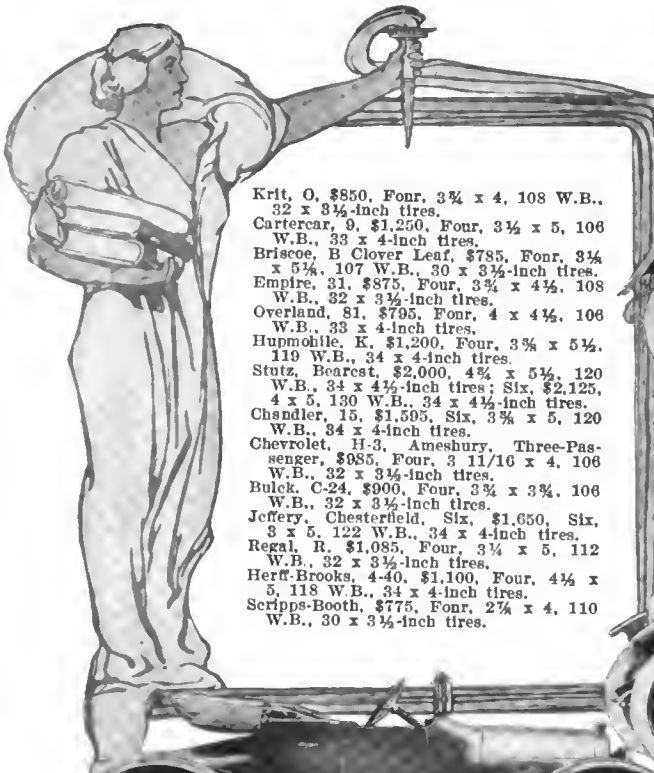 Krit, O, $850, Four, 3¾ x 4, 108 W.B.,
32 x 3½-inch tires.
Cartercar, 9, $1,250, Four, 3½ x 5, 106
W.B., 33 x 4-inch tires.
Briscoe, B Clover Leaf, $785, Four, 3⅛
x 5⅛, 107 W.B., 30 x 3½-inch tires.
Empire, 31, $875, Four, 3¾ x 4½, 108
W.B., 32 x 3½-inch tires.
Overland, 81, $795, Four, 4 x 4½, 106
W.B., 33 x 4-inch tires.
Hupmobile, K, $1,200, Four, 3⅜ x 5½,
119 W.B., 34 x 4-inch tires.
Stutz, Bearcat, $2,000, 4¾ x 5½, 120
W.B., 34 x 4½-inch tires; Six, $2,125,
4 x 5, 130 W.B., 34 x 4½-inch tires.
Chandler, 15, $1,595, Six, 3⅜ x 5, 120
W.B., 34 x 4-inch tires.
Chevrolet, H-3, Amesbury, Three-Pas-
senger, $985, Four, 3 11/16 x 4, 106
W.B., 32 x 3½-inch tires.
Buick, C-24, $900, Four, 3¾ x 3¾, 106
W.B., 32 x 3½-inch tires.
Jeffery, Chesterfield, Six, $1,650, Six,
3 x 5, 122 W.B., 34 x 4-inch tires.
Regal, R, $1,085, Four, 3¼ x 5, 112
W.B., 32 x 3½-inch tires.
Herff-Brooks, 4-40, $1,100, Four, 4⅛ x
5, 118 W.B., 34 x 4-inch tires.
Scripps-Booth, $775, Four, 2⅞ x 4, 110
W.B., 30 x 3½-inch tires.